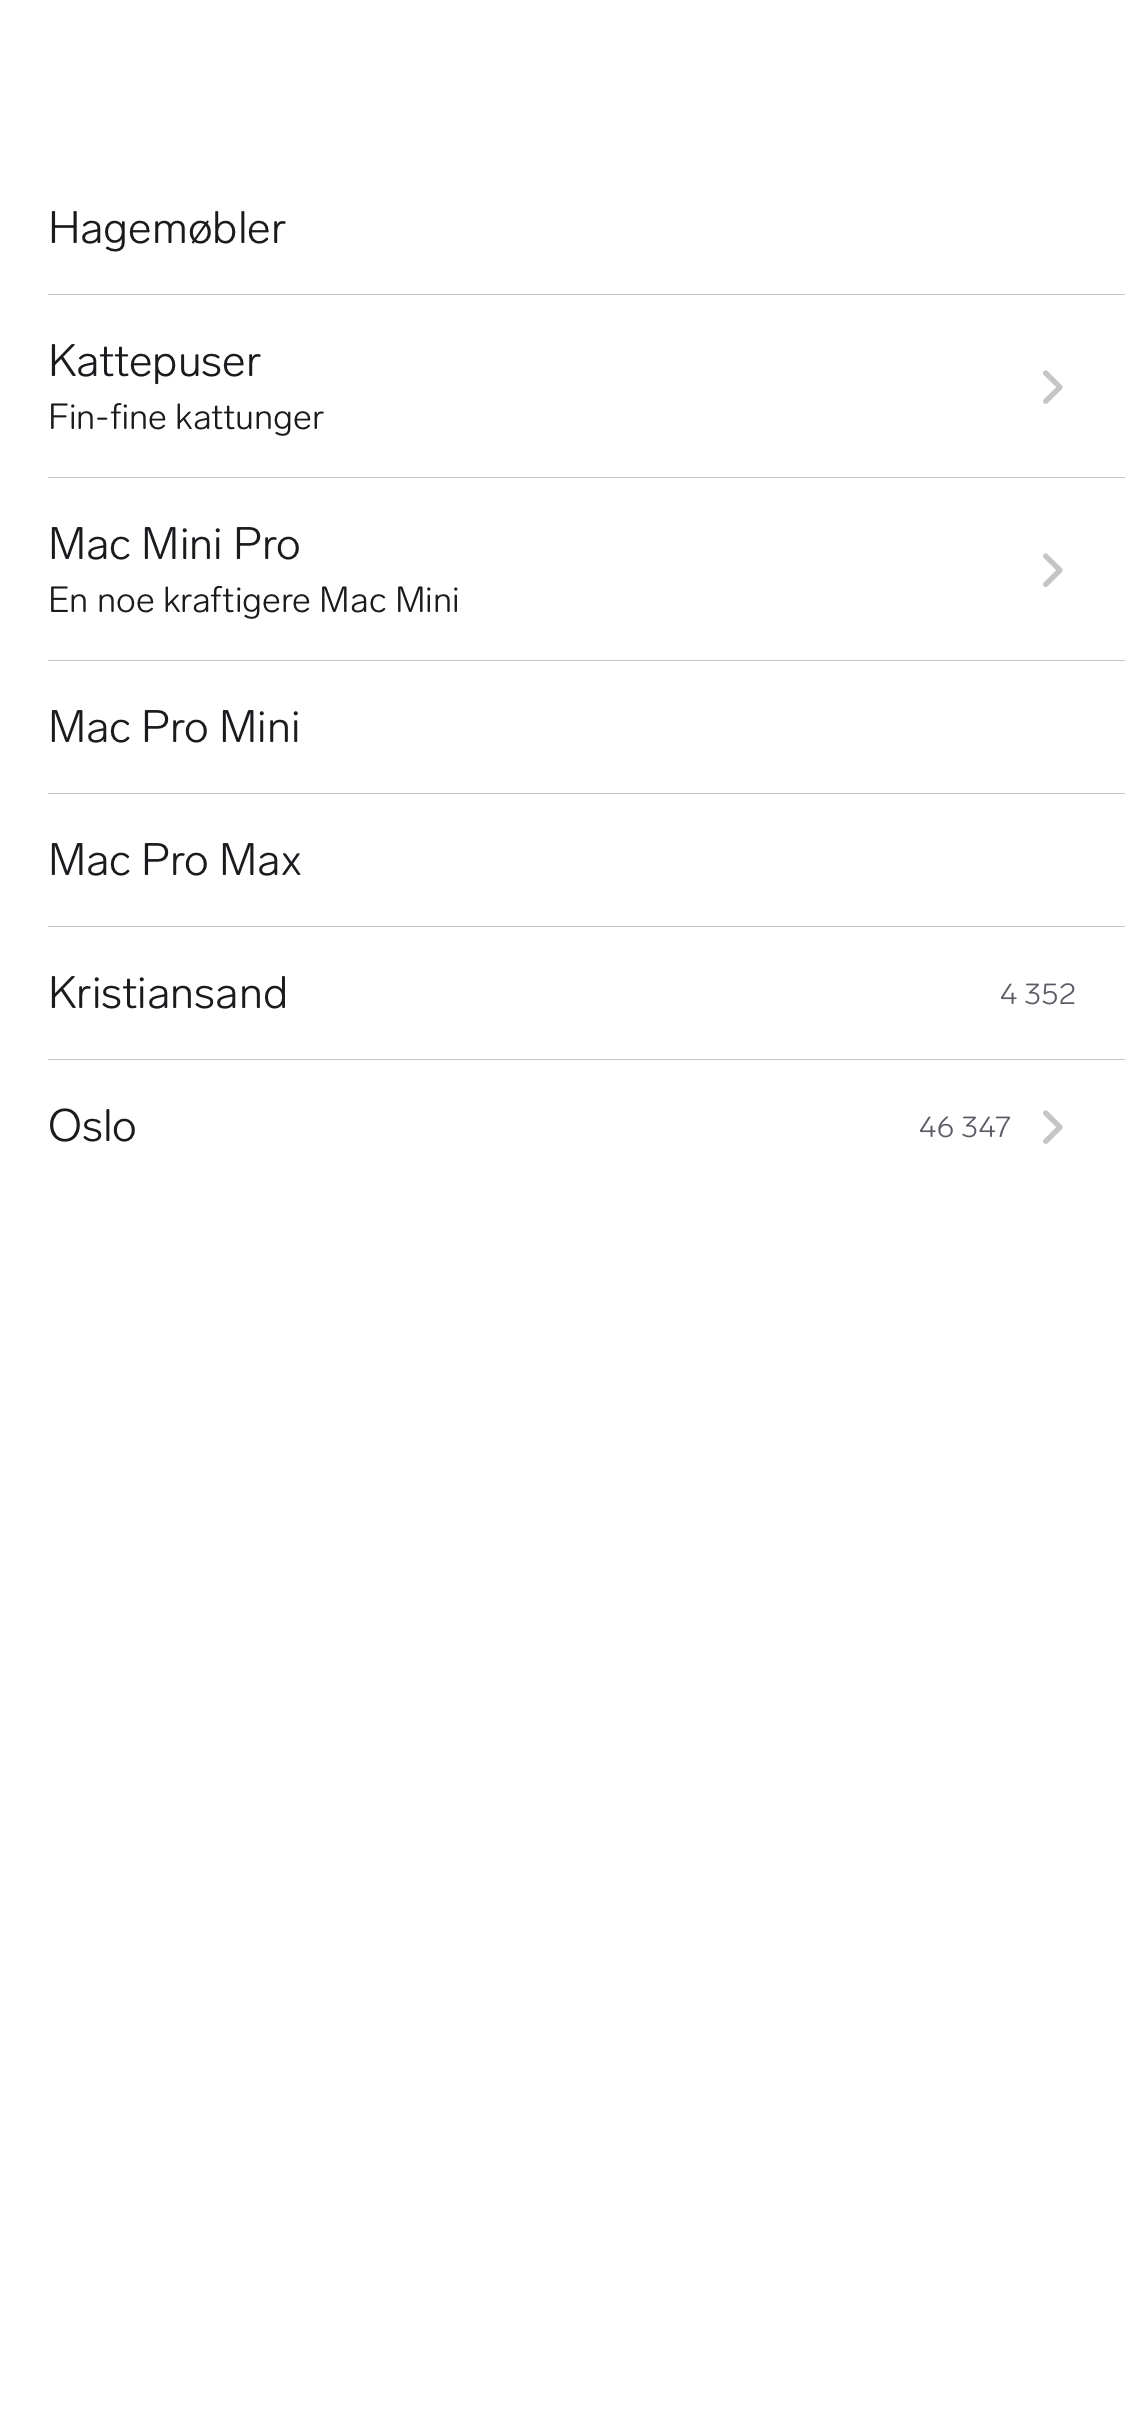 Hagemøbler
Kattepuser
Fin-fine kattunger
Mac Mini Pro
En noe kraftigere Mac Mini
Mac Pro Mini
Mac Pro Max
Kristiansand 4 352
Oslo 46 347